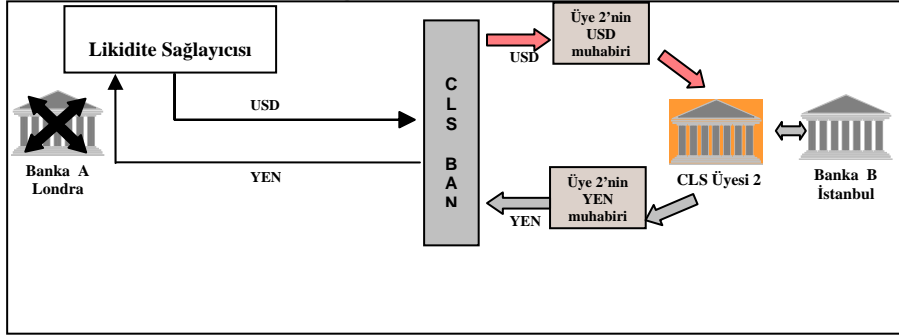 Likidite Sağlayıcısı
USD
YEN
Banka A
Londra
C
L
S
B
A
N
USD
YEN
Üye 2’nin
USD
muhabiri
Üye 2’nin
YEN
muhabiri
CLS Üyesi 2
Banka B
İstanbul